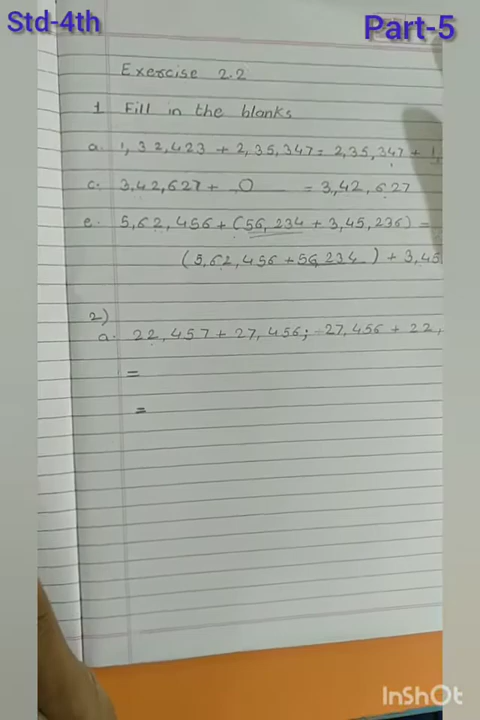 Std-4th
Part-5
Exercise 2.2
1 Fill in the blanks
a. 1,32,423 + 2,35,347 = 2,35,347 + 1,
c. 3,42,627 + 0 = 3,42,627
e. 5,62,456 + (56,234 + 3,45,236) =
(5,62,456 + 56,234) + 3,45
2)
a. 22,457 + 27,456; 27,456 + 22,
=
=
InShOt